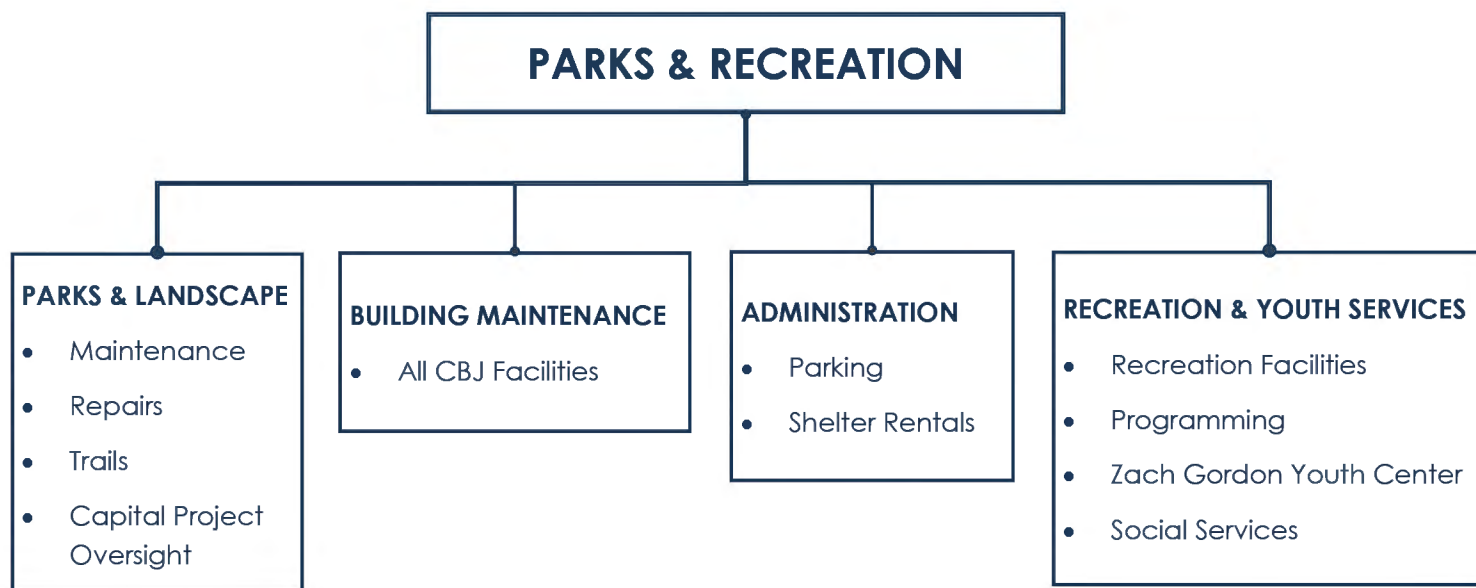 PARKS & RECREATION
PARKS & LANDSCAPE
• Maintenance
• Repairs
• Trails
• Capital Project
Oversight
BUILDING MAINTENANCE
• All CBJ Facilities
ADMINISTRATION
• Parking
• Shelter Rentals
RECREATION & YOUTH SERVICES
• Recreation Facilities
• Programming
• Zach Gordon Youth Center
• Social Services